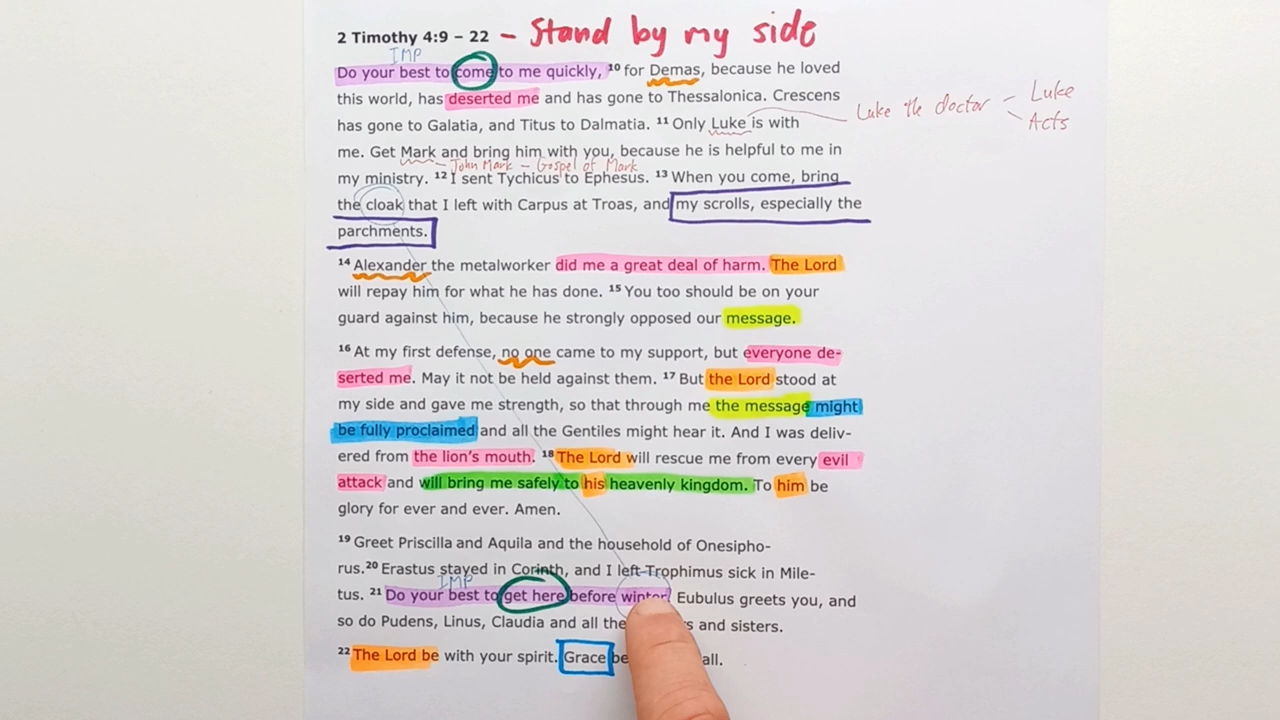 2 Timothy 4:9 – 22 – Stand by my side
IMP
Do your best to come to me quickly, 10 for Demas, because he loved
this world, has deserted me and has gone to Thessalonica. Crescens
Luke the doctor – Luke
Acts
has gone to Galatia, and Titus to Dalmatia. 11 Only Luke is with
me. Get Mark and bring him with you, because he is helpful to me in
John Mark – Gospel of Mark
my ministry. 12 I sent Tychicus to Ephesus. 13 When you come, bring
the cloak that I left with Carpus at Troas, and my scrolls, especially the
parchments.
14 Alexander the metalworker did me a great deal of harm. The Lord
will repay him for what he has done. 15 You too should be on your
guard against him, because he strongly opposed our message.
16 At my first defense, no one came to my support, but everyone de-
serted me. May it not be held against them. 17 But the Lord stood at
my side and gave me strength, so that through me the message might
be fully proclaimed and all the Gentiles might hear it. And I was deliv-
ered from the lion's mouth. 18 The Lord will rescue me from every evil
attack and will bring me safely to his heavenly kingdom. To him be
glory for ever and ever. Amen.
19 Greet Priscilla and Aquila and the household of Onesipho-
rus. 20 Erastus stayed in Corinth, and I left Trophimus sick in Mile-
IMP
tus. 21 Do your best to get here before winter. Eubulus greets you, and
so do Pudens, Linus, Claudia and all the and sisters.
22 The Lord be with your spirit. Grace be all.